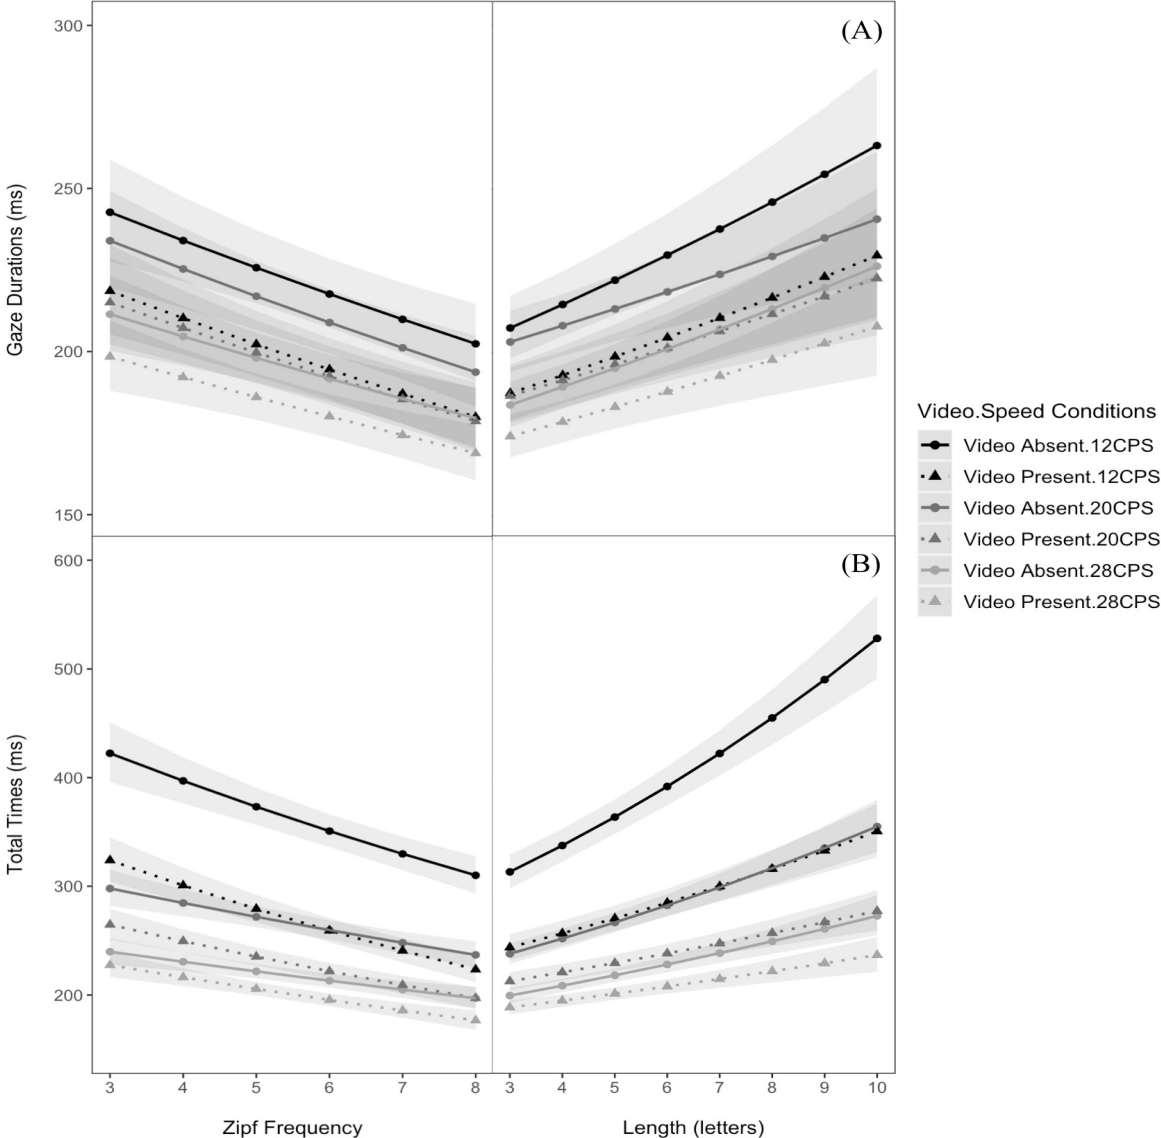 (A)
300
250
200
150
Gaze Durations (ms)
(B)
600
500
400
300
200
Total Times (ms)
3 4 5 6 7 8
3 4 5 6 7 8 9 10
Zipf Frequency
Length (letters)
Video.Speed Conditions
Video Absent.12CPS
Video Present.12CPS
Video Absent.20CPS
Video Present.20CPS
Video Absent.28CPS
Video Present.28CPS